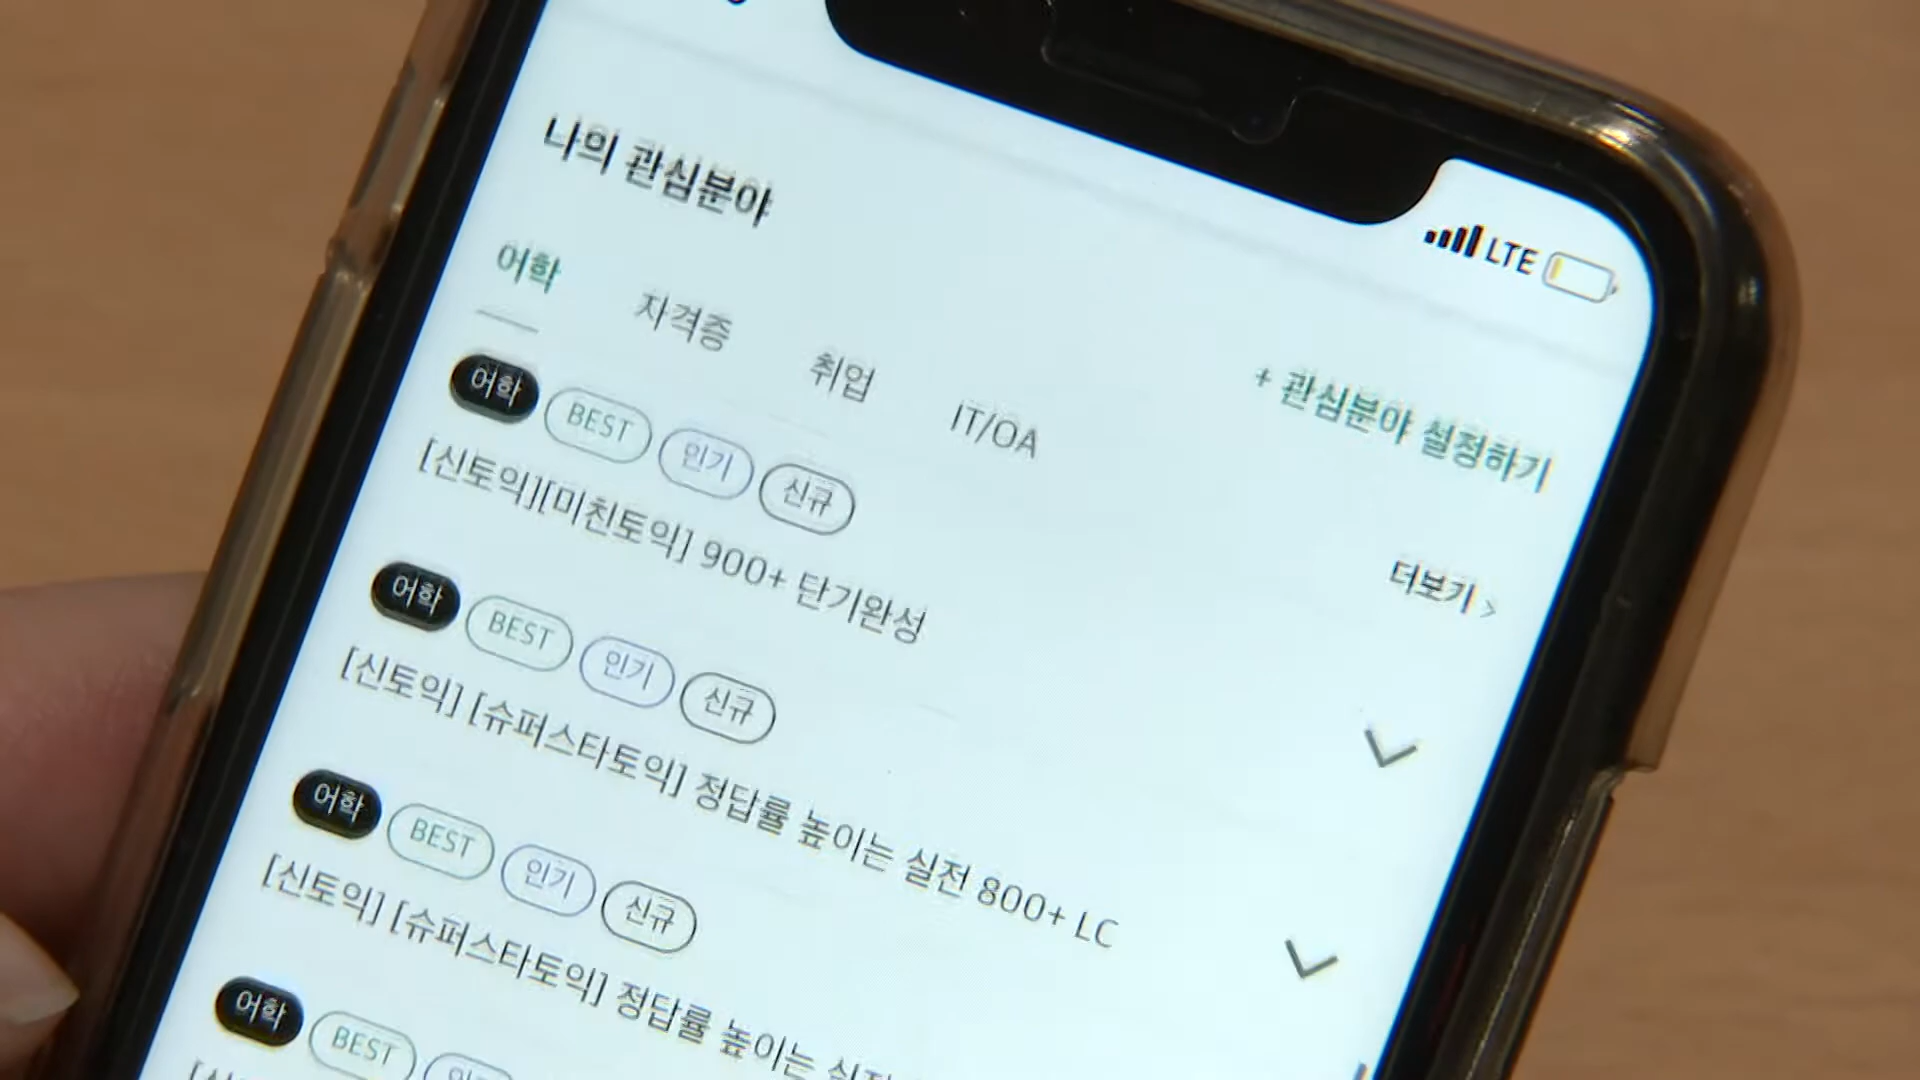 LTE
나의 관심분야
어학 자격증 취업 IT/OA
+ 관심분야 설정하기
더보기 >
어학 BEST 인기 신규
[신토익][미친토익] 900+ 단기완성
어학 BEST 인기 신규
[신토익] [슈퍼스타토익] 정답률 높이는 실전 800+ LC
어학 BEST 인기 신규
[신토익] [슈퍼스타토익] 정답률 높이는
어학 BEST